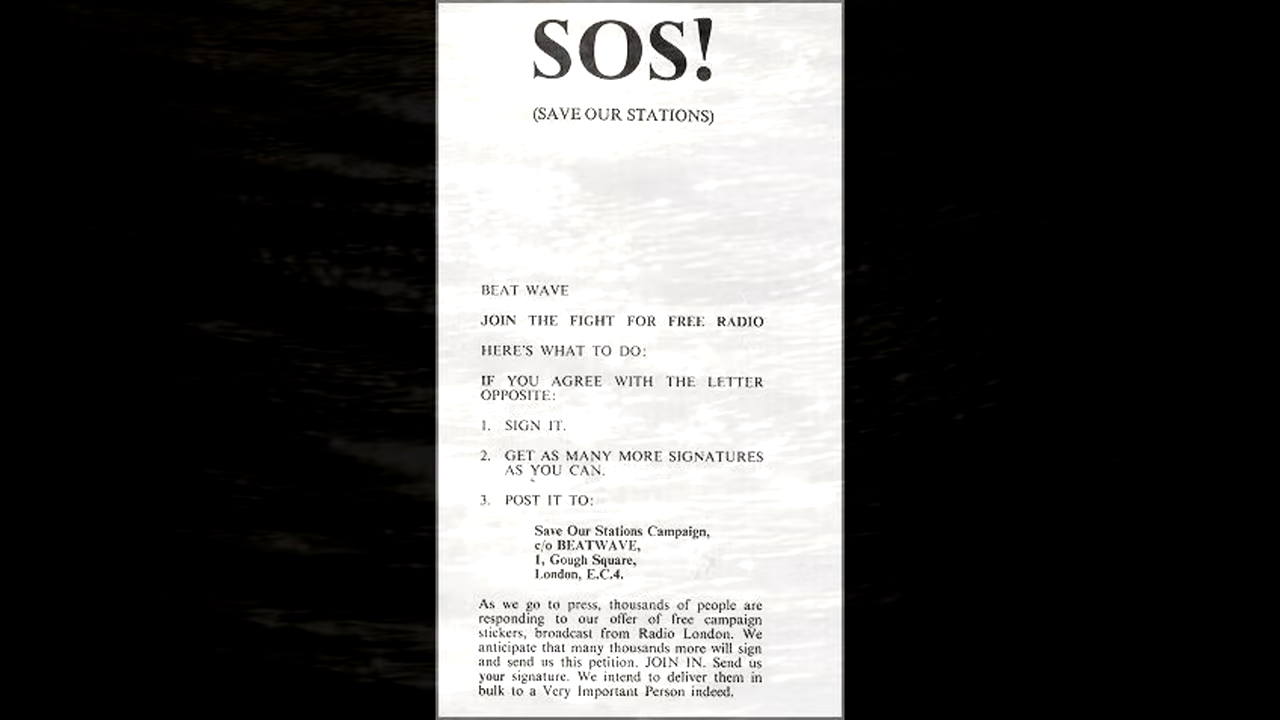 SOS!
(SAVE OUR STATIONS)
BEAT WAVE
JOIN THE FIGHT FOR FREE RADIO
HERE'S WHAT TO DO:
IF YOU AGREE WITH THE LETTER
OPPOSITE:
1. SIGN IT.
2. GET AS MANY MORE SIGNATURES
AS YOU CAN.
3. POST IT TO:
Save Our Stations Campaign,
c/o BEATWAVE,
1, Gough Square,
London, E.C.4.
As we go to press, thousands of people are
responding to our offer of free campaign
stickers, broadcast from Radio London. We
anticipate that many thousands more will sign
and send us this petition. JOIN IN. Send us
your signature. We intend to deliver them in
bulk to a Very Important Person indeed.